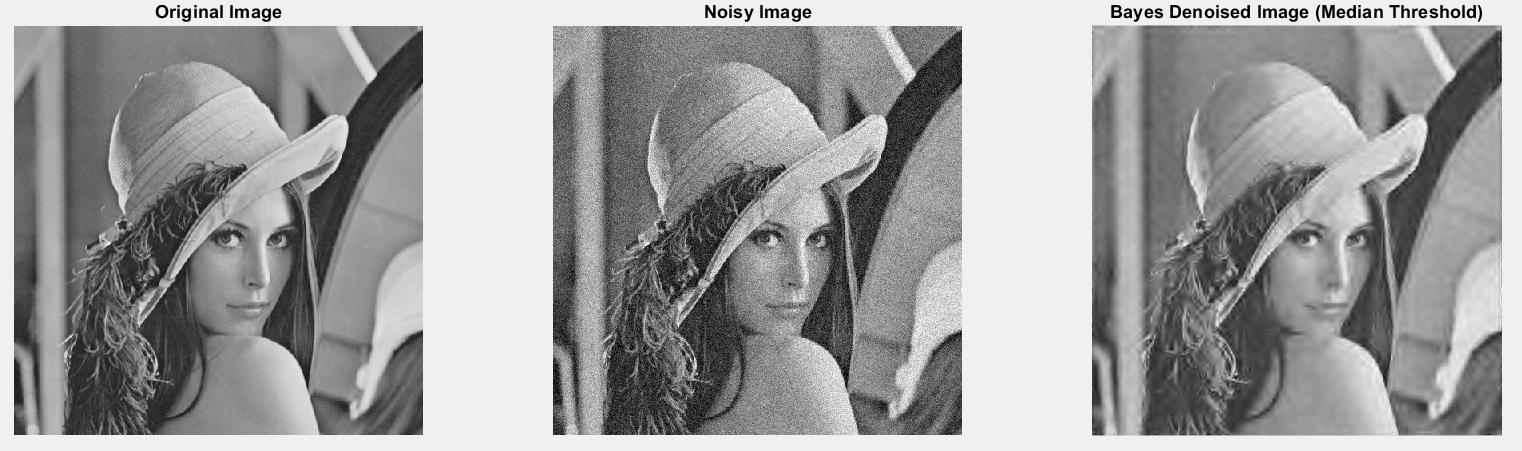 Original Image
Noisy Image
Bayes Denoised Image (Median Threshold)